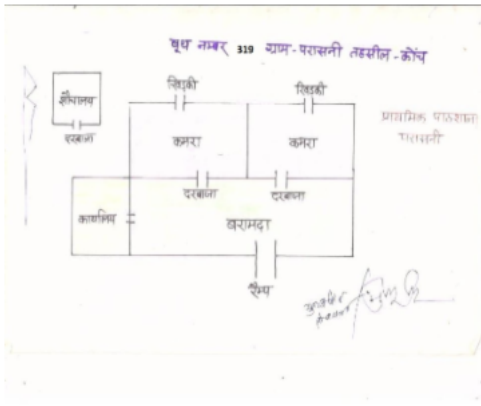 बूथ नम्बर् 319 ग्राम-परासनी तहसील-कोंच
शौचालय
दरवाजा
खिड़की
खिड़की
कमरा
कमरा
प्राथमिक पाठशाला
परासनी
दरवाजा
दरवाजा
कार्यालय
बरामदा
रैम्प